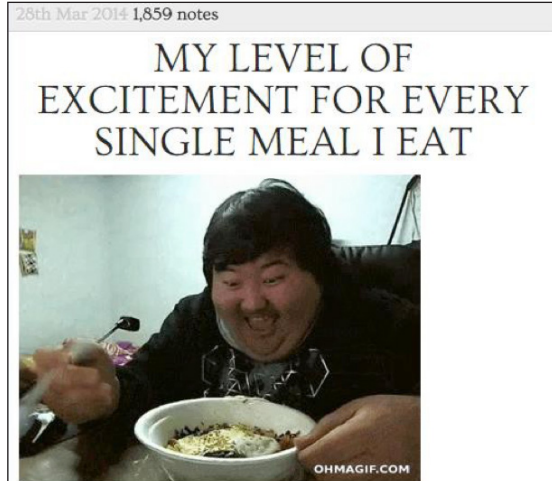 28th Mar 2014 1,859 notes
MY LEVEL OF
EXCITEMENT FOR EVERY
SINGLE MEAL I EAT
OHMAGIF.COM